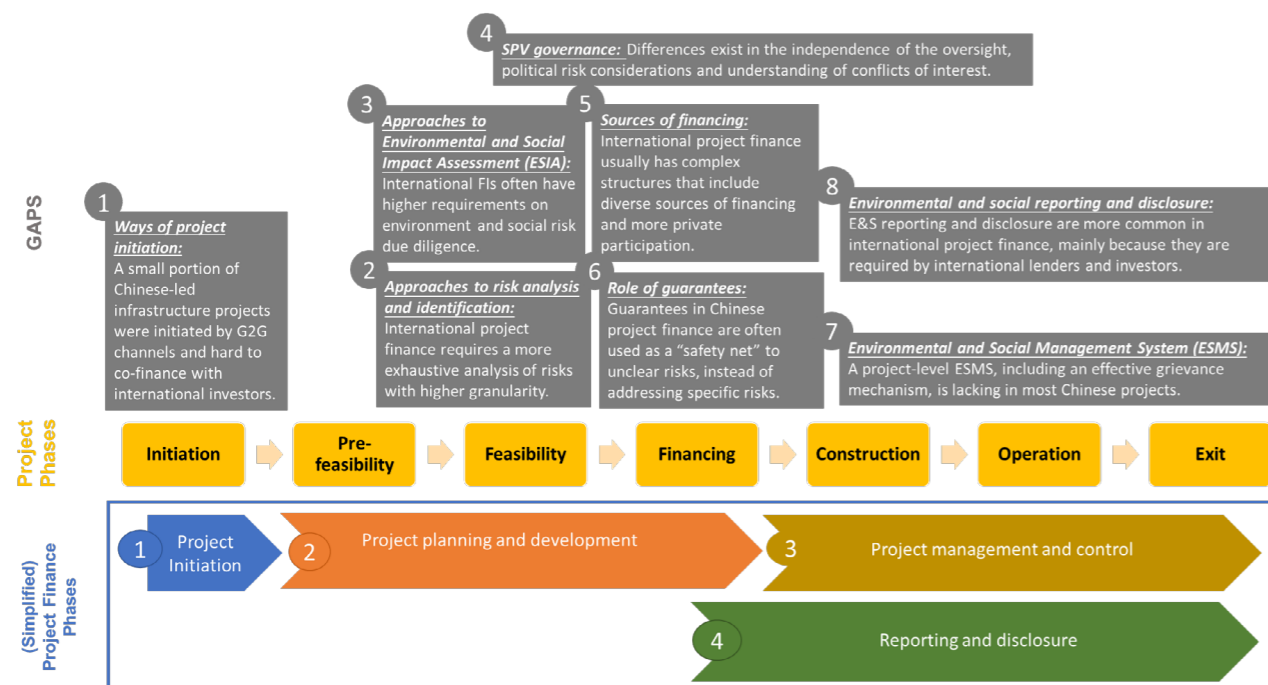 GAPS
4
SPV governance: Differences exist in the independence of the oversight,
political risk considerations and understanding of conflicts of interest.
3
Approaches to
Environmental and Social
Impact Assessment (ESIA):
International FIs often have
higher requirements on
environment and social risk
due diligence.
5
Sources of financing:
International project finance
usually has complex
structures that include
diverse sources of financing
and more private
participation.
8
Environmental and social reporting and disclosure:
E&S reporting and disclosure are more common in
international project finance, mainly because they are
required by international lenders and investors.
1
Ways of project
initiation:
A small portion of
Chinese-led
infrastructure projects
were initiated by G2G
channels and hard to
co-finance with
international investors.
2
Approaches to risk analysis
and identification:
International project
finance requires a more
exhaustive analysis of risks
with higher granularity.
6
Role of guarantees:
Guarantees in Chinese
project finance are often
used as a “safety net” to
unclear risks, instead of
addressing specific risks.
7
Environmental and Social Management System (ESMS):
A project-level ESMS, including an effective grievance
mechanism, is lacking in most Chinese projects.
Project
Phases
Initiation
Pre-
feasibility
Feasibility
Financing
Construction
Operation
Exit
(Simplified)
Project Finance
Phases
1
Project
Initiation
2
Project planning and development
3
Project management and control
4
Reporting and disclosure